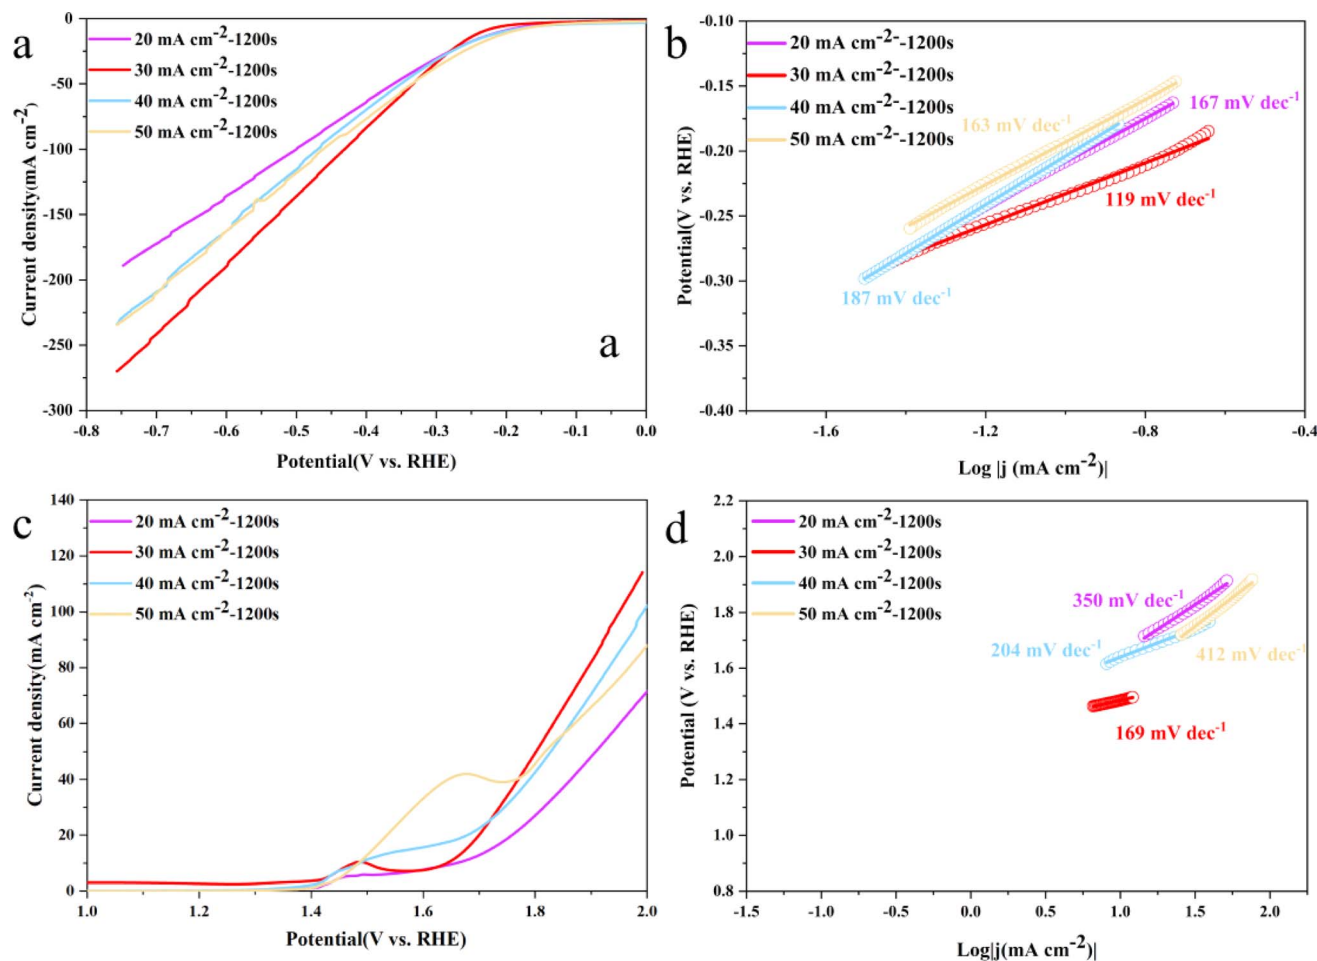 a
20 mA cm⁻²-1200s
30 mA cm⁻²-1200s
40 mA cm⁻²-1200s
50 mA cm⁻²-1200s
0
-50
-100
-150
-200
-250
-300
-0.8 -0.7 -0.6 -0.5 -0.4 -0.3 -0.2 -0.1 0.0
Current density(mA cm⁻²)
Potential(V vs. RHE)
a
b
20 mA cm⁻²⁻-1200s
30 mA cm⁻²⁻-1200s
40 mA cm⁻²⁻-1200s
50 mA cm⁻²⁻-1200s
167 mV dec⁻¹
163 mV dec⁻¹
119 mV dec⁻¹
187 mV dec⁻¹
-0.10
-0.15
-0.20
-0.25
-0.30
-0.35
-0.40
-1.6 -1.2 -0.8 -0.4
Potential(V vs. RHE)
Log |j (mA cm⁻²)|
c
20 mA cm⁻²-1200s
30 mA cm⁻²-1200s
40 mA cm⁻²-1200s
50 mA cm⁻²-1200s
140
120
100
80
60
40
20
0
1.0 1.2 1.4 1.6 1.8 2.0
Current density(mA cm⁻²)
Potential(V vs. RHE)
d
20 mA cm⁻²-1200s
30 mA cm⁻²-1200s
40 mA cm⁻²-1200s
50 mA cm⁻²-1200s
350 mV dec⁻¹
204 mV dec⁻¹
412 mV dec⁻¹
169 mV dec⁻¹
2.2
2.0
1.8
1.6
1.4
1.2
1.0
0.8
-1.5 -1.0 -0.5 0.0 0.5 1.0 1.5 2.0
Potential (V vs. RHE)
Log|j(mA cm⁻²)|